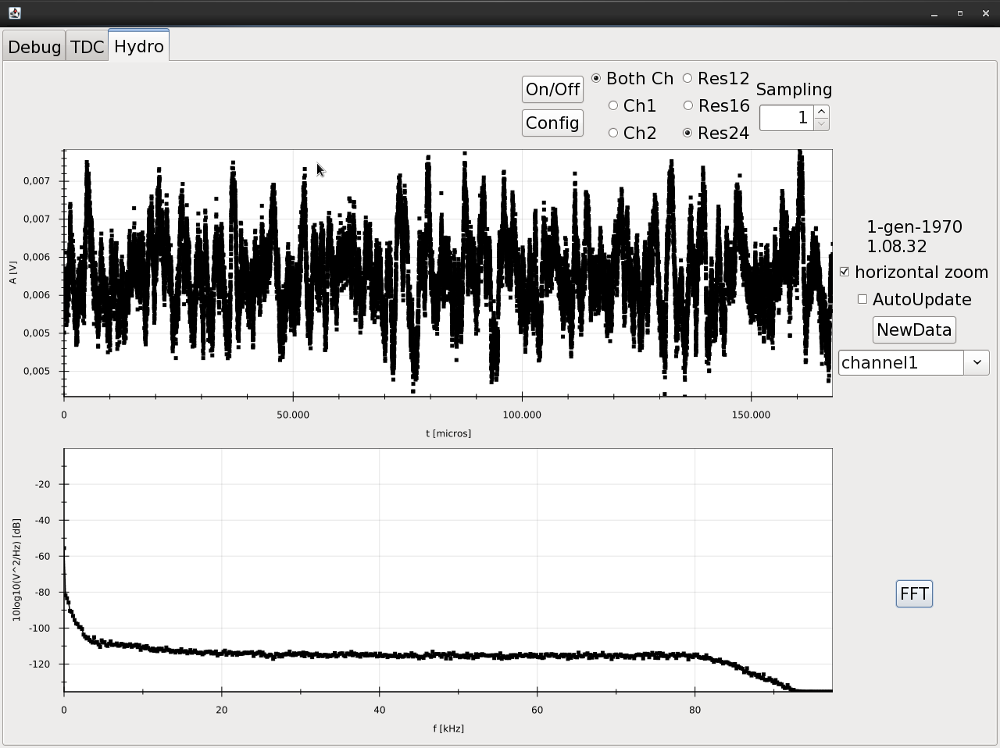 Debug TDC Hydro
On/Off Both Ch Res12 Sampling
Ch1 Res16 1
Config Ch2 Res24
0,007
0,007
0,006
0,006
0,005
0,005
A [V]
0 50.000 100.000 150.000
t [micros]
1-gen-1970
1.08.32
horizontal zoom
AutoUpdate
NewData
channel1
-20
-40
-60
-80
-100
-120
10log10(V^2/Hz) [dB]
0 20 40 60 80
f [kHz]
FFT